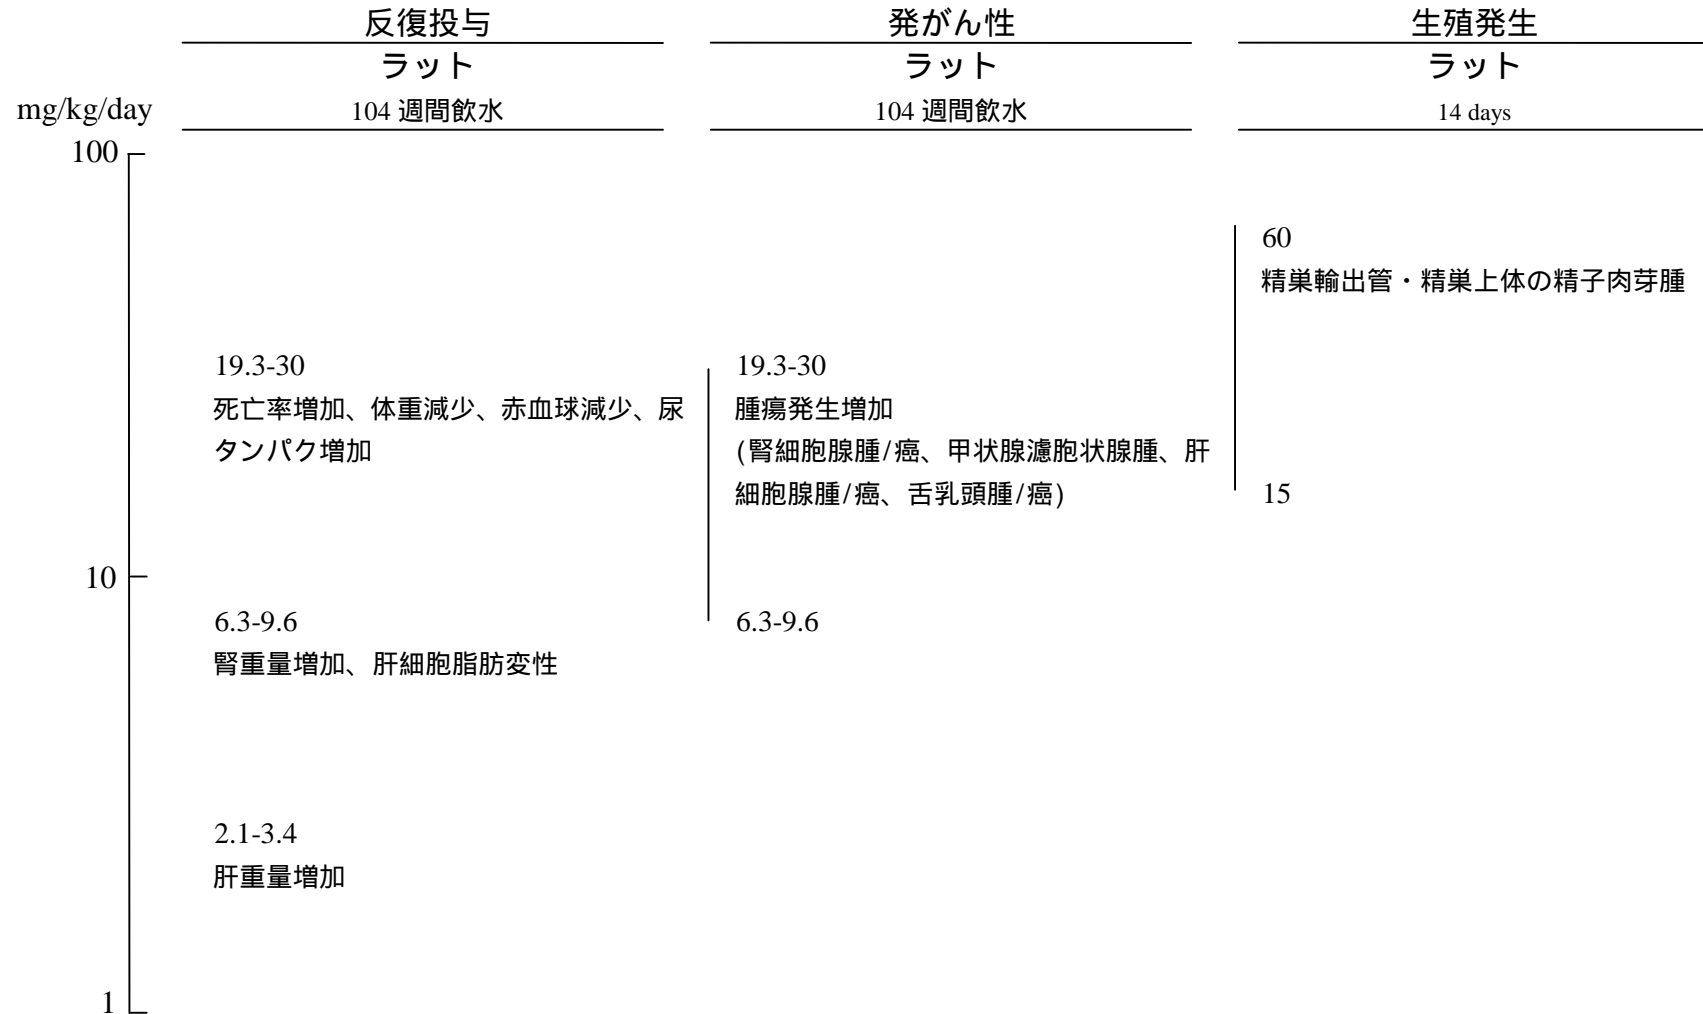 反復投与
ラット
104 週間飲水
発がん性
ラット
104 週間飲水
生殖発生
ラット
14 days
mg/kg/day
100
10
1
19.3-30
死亡率増加、体重減少、赤血球減少、尿
タンパク増加
6.3-9.6
腎重量増加、肝細胞脂肪変性
2.1-3.4
肝重量増加
19.3-30
腫瘍発生増加
(腎細胞腺腫/癌、甲状腺濾胞状腺腫、肝
細胞腺腫/癌、舌乳頭腫/癌)
6.3-9.6
60
精巣輸出管・精巣上体の精子肉芽腫
15